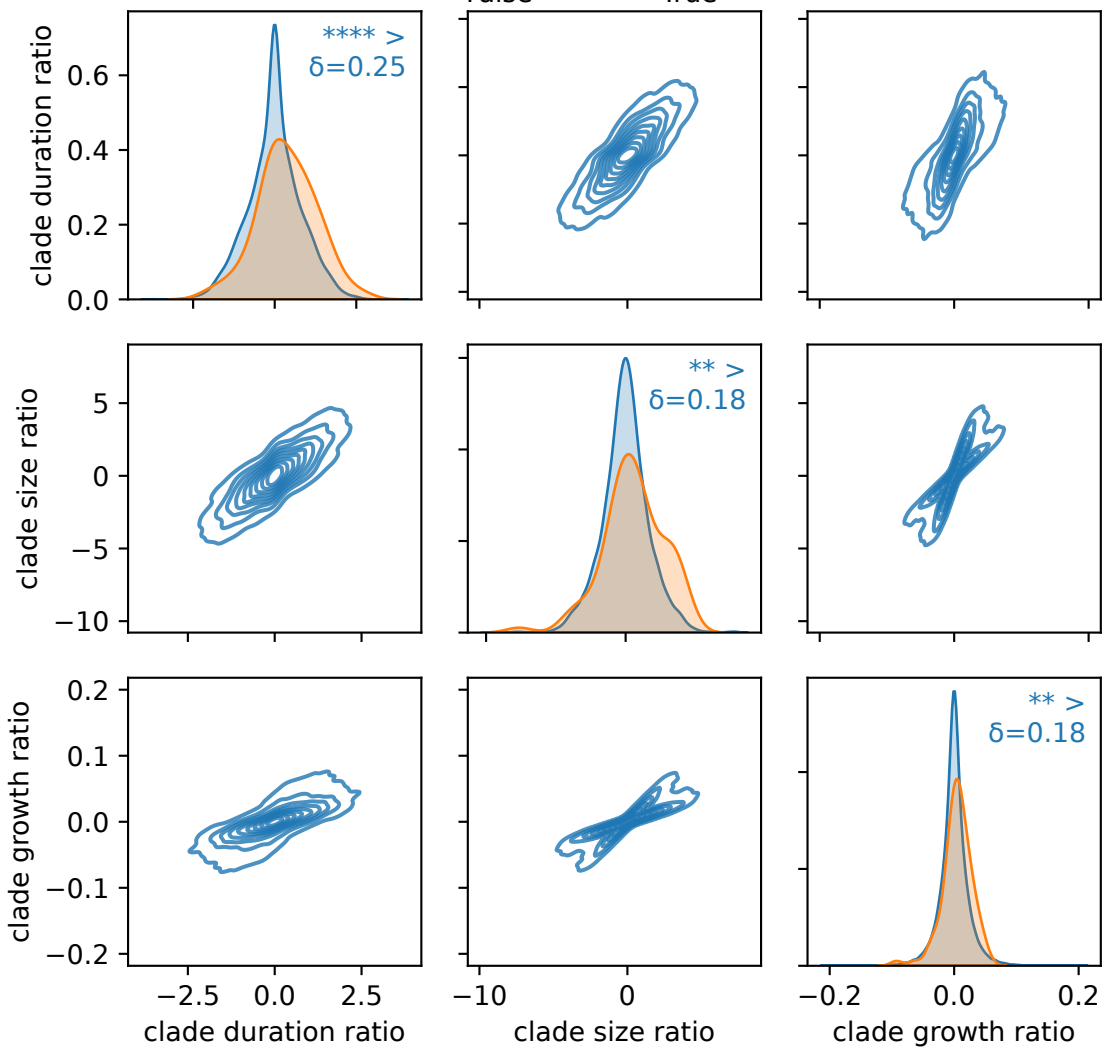 **** >
δ=0.25
clade duration ratio
0.6
0.4
0.2
0.0
** >
δ=0.18
clade size ratio
5
0
−5
−10
** >
δ=0.18
clade growth ratio
0.2
0.1
0.0
−0.1
−0.2
−2.5 0.0 2.5 −10 0 −0.2 0.0 0.2
clade duration ratio clade size ratio clade growth ratio